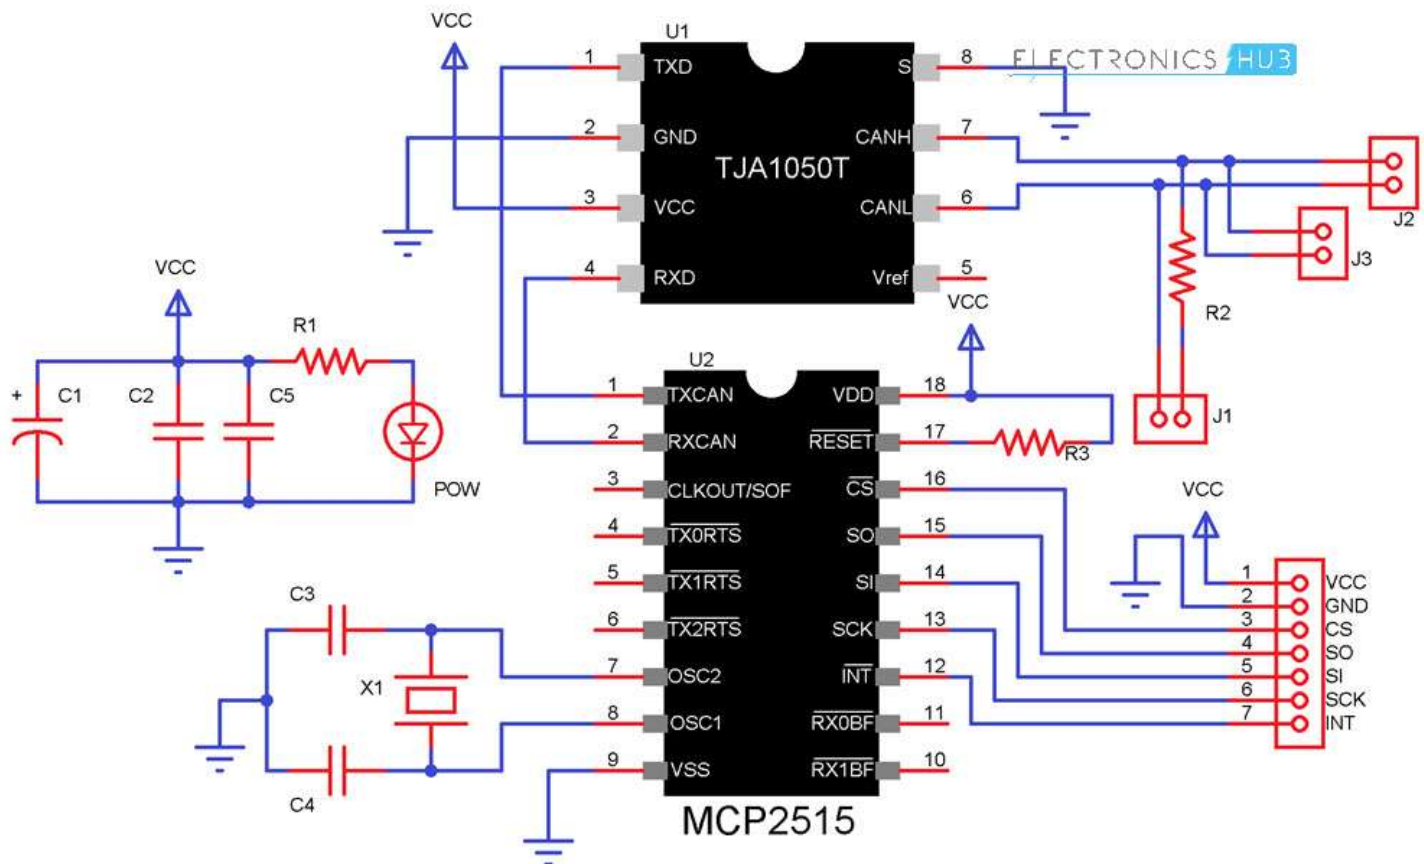 VCC
U1
ELECTRONICS HUB
1 TXD S 8
2 GND CANH 7
TJA1050T
3 VCC CANL 6
4 RXD Vref 5
J2
J3
R2
J1
VCC
VCC
R1
+ C1 C2 C5
POW
U2
1 TXCAN VDD 18
2 RXCAN RESET 17
R3
3 CLKOUT/SOF CS 16
4 TX0RTS SO 15
5 TX1RTS SI 14
6 TX2RTS SCK 13
7 OSC2 INT 12
8 OSC1 RX0BF 11
9 VSS RX1BF 10
MCP2515
C3
X1
C4
VCC
1 VCC
2 GND
3 CS
4 SO
5 SI
6 SCK
7 INT